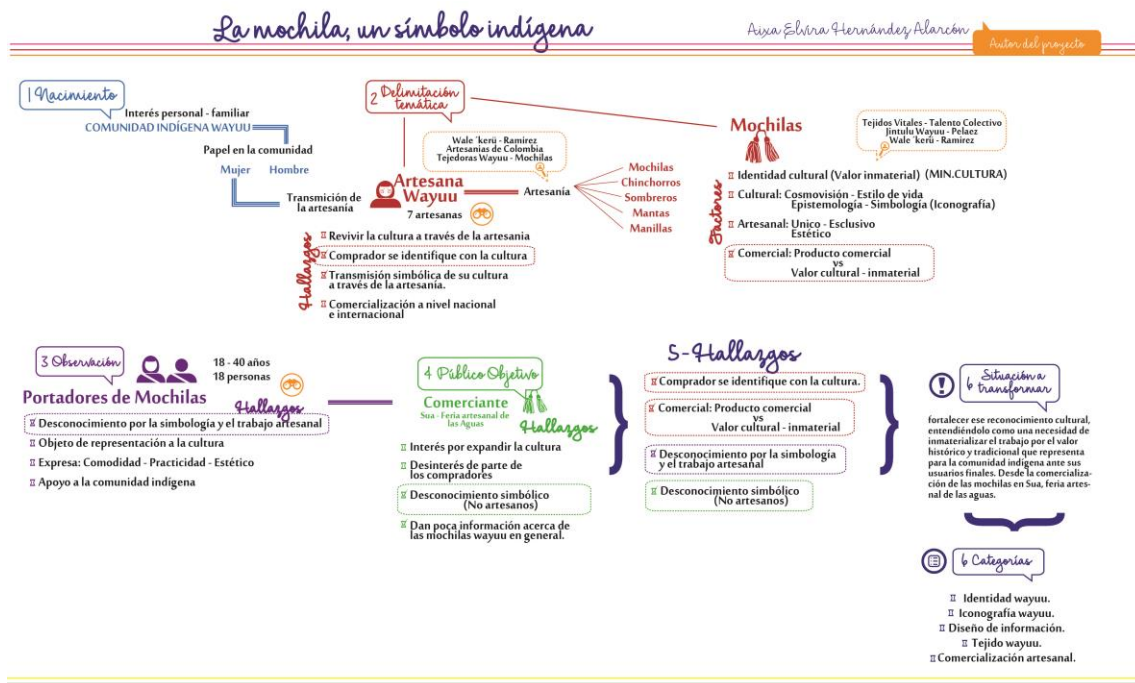 La mochila, un símbolo indígena
Aixa Elvira Hernández Alarcón
Autor del proyecto
1 Nacimiento
Interés personal - familiar
COMUNIDAD INDÍGENA WAYUU
Papel en la comunidad
Mujer Hombre
Transmición de
la artesanía
2 Delimitación
temática
Wale ´kerü - Ramirez
Artesanias de Colombia
Tejedoras Wayuu - Mochilas
Artesana
Wayuu
7 artesanas
Artesanía
Mochilas
Chinchorros
Sombreros
Mantas
Manillas
Hallazgos
Revivir la cultura a través de la artesanía
Comprador se identifique con la cultura
Transmisión simbólica de su cultura
a través de la artesanía.
Comercialización a nivel nacional
e internacional
Mochilas
Tejidos Vitales - Talento Colectivo
Jintulu Wayuu - Pelaez
Wale ´kerü - Ramirez
Factores
Identidad cultural (Valor inmaterial) (MIN.CULTURA)
Cultural: Cosmovisión - Estilo de vida
Epistemología - Simbología (Iconografía)
Artesanal: Unico - Esclusivo
Estético
Comercial: Producto comercial
vs
Valor cultural - inmaterial
3 Observación
18 - 40 años
18 personas
Portadores de Mochilas
Hallazgos
Desconocimiento por la simbología y el trabajo artesanal
Objeto de representación a la cultura
Expresa: Comodidad - Practicidad - Estético
Apoyo a la comunidad indígena
4 Público Objetivo
Comerciante
Sua - Feria artesanal de
las Aguas
Hallazgos
Interés por expandir la cultura
Desinterés de parte de
los compradores
Desconocimiento simbólico
(No artesanos)
Dan poca información acerca de
las mochilas wayuu en general.
5-Hallazgos
Comprador se identifique con la cultura.
Comercial: Producto comercial
vs
Valor cultural - inmaterial
Desconocimiento por la simbología
y el trabajo artesanal
Desconocimiento simbólico
(No artesanos)
6 Situación a
transformar
fortalecer ese reconocimiento cultural,
entendiéndolo como una necesidad de
inmaterializar el trabajo por el valor
histórico y tradicional que representa
para la comunidad indígena ante sus
usuarios finales. Desde la comercializa-
ción de las mochilas en Sua, feria artes-
nal de las aguas.
6 Categorías
Identidad wayuu.
Iconografía wayuu.
Diseño de información.
Tejido wayuu.
Comercialización artesanal.